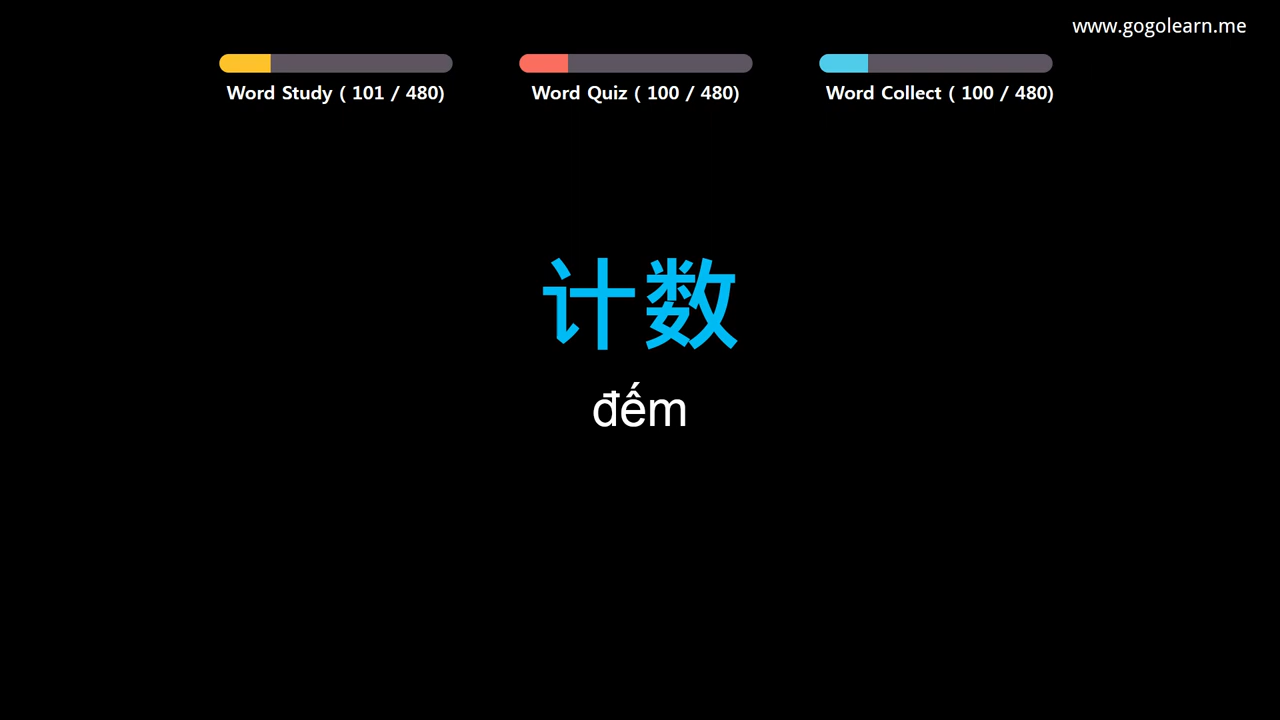 www.gogolearn.me
Word Study ( 101 / 480)
Word Quiz ( 100 / 480)
Word Collect ( 100 / 480)
计数
đếm